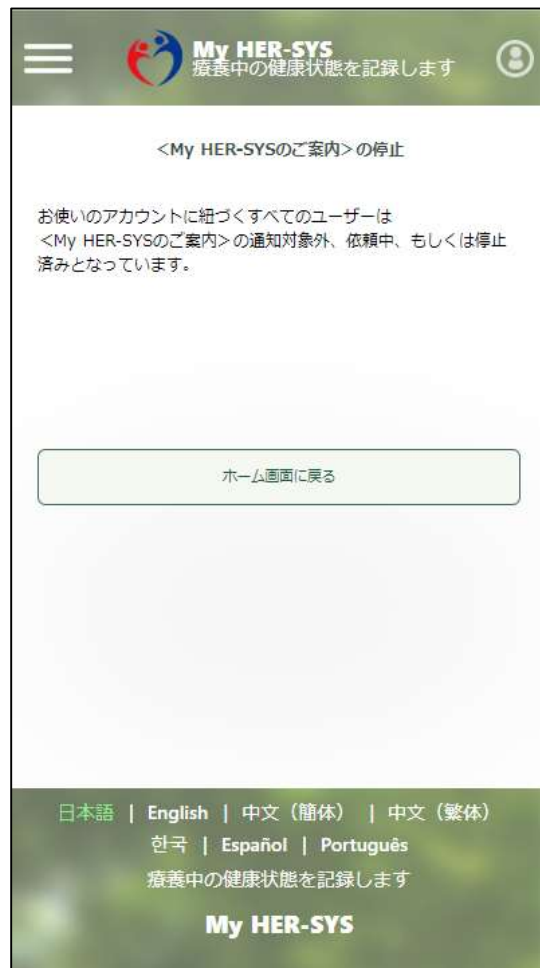 My HER-SYS
療養中の健康状態を記録します
<My HER-SYSのご案内>の停止
お使いのアカウントに紐づくすべてのユーザーは
<My HER-SYSのご案内>の通知対象外、依頼中、もしくは停止
済みとなっています。
ホーム画面に戻る
日本語 | English | 中文（簡体） | 中文（繁体）
한국 | Español | Português
療養中の健康状態を記録します
My HER-SYS